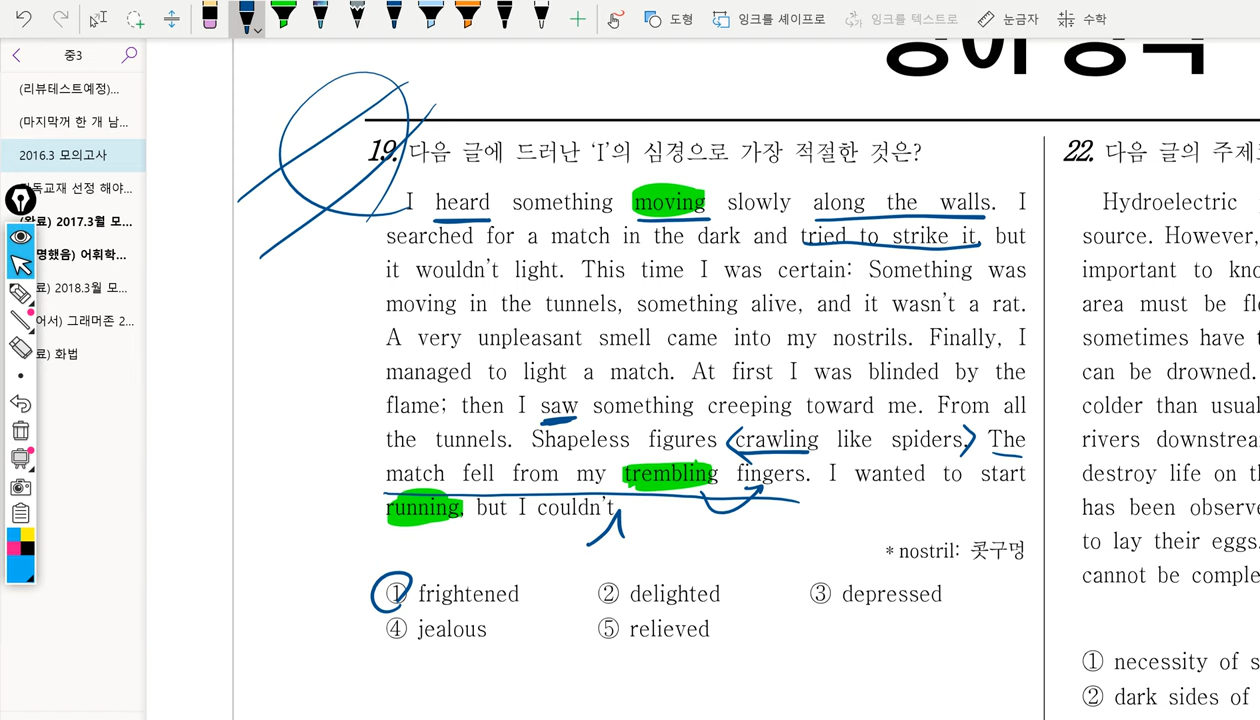 도형
잉크를 셰이프로
잉크를 텍스트로
눈금자
수학
중3
(리뷰테스트예정)...
(마지막꺼 한 개 남...
2016.3 모의고사
독교재 선정 해야...
2017.3월 모...
명했음) 어휘학...
료) 2018.3월 모...
어서) 그래머존 2...
료) 화법
19. 다음 글에 드러난 ‘I’의 심경으로 가장 적절한 것은?
I heard something moving slowly along the walls. I
searched for a match in the dark and tried to strike it, but
it wouldn’t light. This time I was certain: Something was
moving in the tunnels, something alive, and it wasn’t a rat.
A very unpleasant smell came into my nostrils. Finally, I
managed to light a match. At first I was blinded by the
flame; then I saw something creeping toward me. From all
the tunnels. Shapeless figures crawling like spiders. The
match fell from my trembling fingers. I wanted to start
running, but I couldn’t.
* nostril: 콧구멍
① frightened ② delighted ③ depressed
④ jealous ⑤ relieved
22. 다음 글의 주제
Hydroelectric
source. However,
important to
area must be
sometimes have
can be drowned.
colder than
rivers
destroy life on
has been
to lay their eggs.
cannot be
① necessity of
② dark sides of